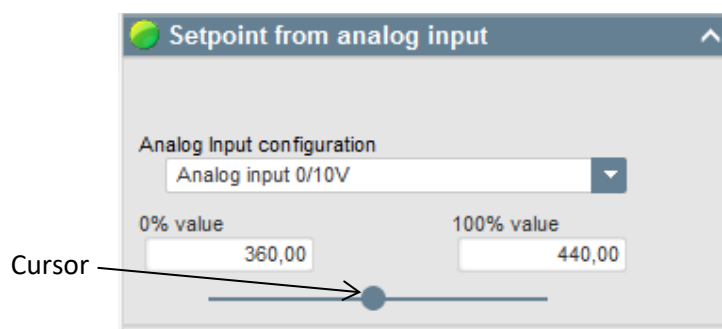 Setpoint from analog input
Analog Input configuration
Analog input 0/10V
0% value 100% value
360,00 440,00
Cursor